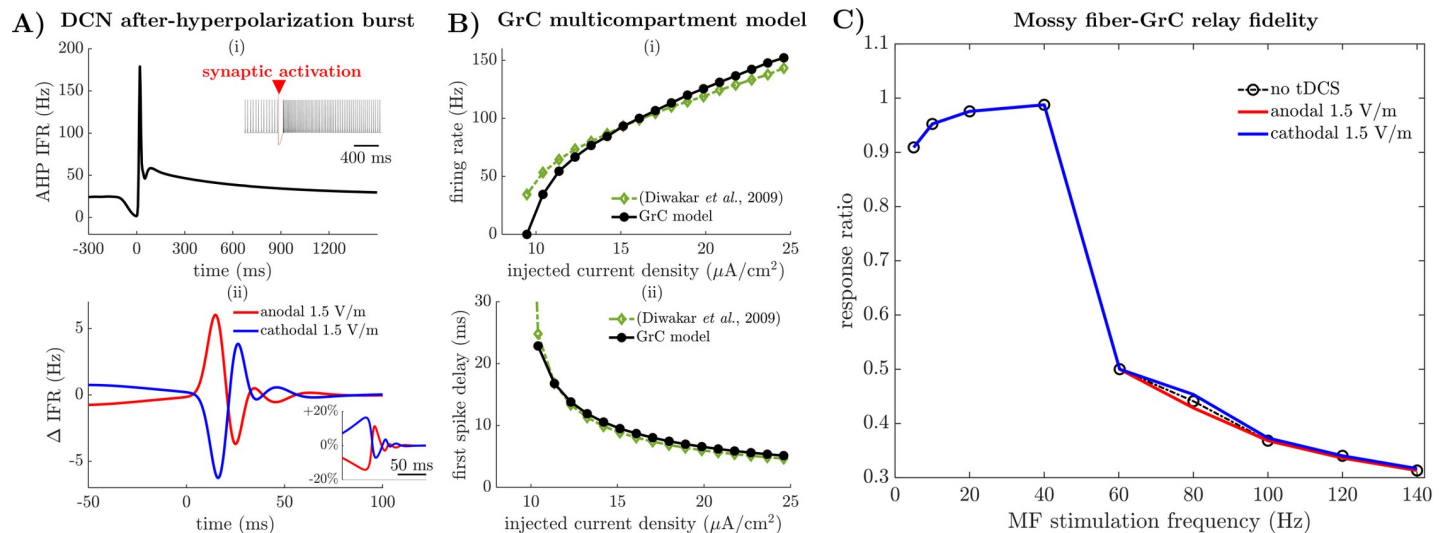 A)
DCN after-hyperpolarization burst
(i)
200
150
100
50
0
AHP IFR (Hz)
synaptic activation
400 ms
-300 0 300 600 900 1200
time (ms)
(ii)
5
0
-5
Δ IFR (Hz)
anodal 1.5 V/m
cathodal 1.5 V/m
+20%
0%
-20%
50 ms
-50 0 50 100
time (ms)
B)
GrC multicompartment model
(i)
150
100
50
0
firing rate (Hz)
(Diwakar et al., 2009)
GrC model
10 15 20 25
injected current density (μA/cm²)
(ii)
30
20
10
0
first spike delay (ms)
(Diwakar et al., 2009)
GrC model
10 15 20 25
injected current density (μA/cm²)
C)
Mossy fiber-GrC relay fidelity
1.1
1
0.9
0.8
0.7
0.6
0.5
0.4
0.3
response ratio
no tDCS
anodal 1.5 V/m
cathodal 1.5 V/m
0 20 40 60 80 100 120 140
MF stimulation frequency (Hz)